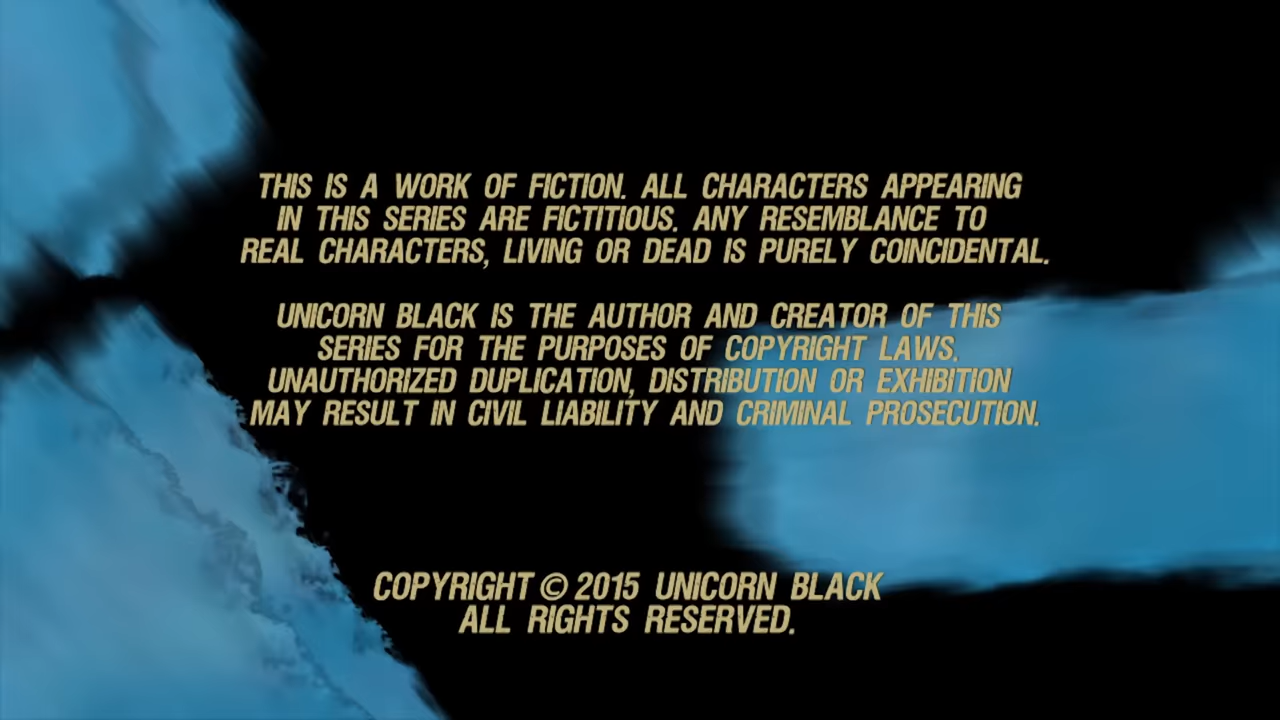 THIS IS A WORK OF FICTION. ALL CHARACTERS APPEARING
IN THIS SERIES ARE FICTITIOUS. ANY RESEMBLANCE TO
REAL CHARACTERS, LIVING OR DEAD IS PURELY COINCIDENTAL.
UNICORN BLACK IS THE AUTHOR AND CREATOR OF THIS
SERIES FOR THE PURPOSES OF COPYRIGHT LAWS.
UNAUTHORIZED DUPLICATION, DISTRIBUTION OR EXHIBITION
MAY RESULT IN CIVIL LIABILITY AND CRIMINAL PROSECUTION.
COPYRIGHT © 2015 UNICORN BLACK
ALL RIGHTS RESERVED.